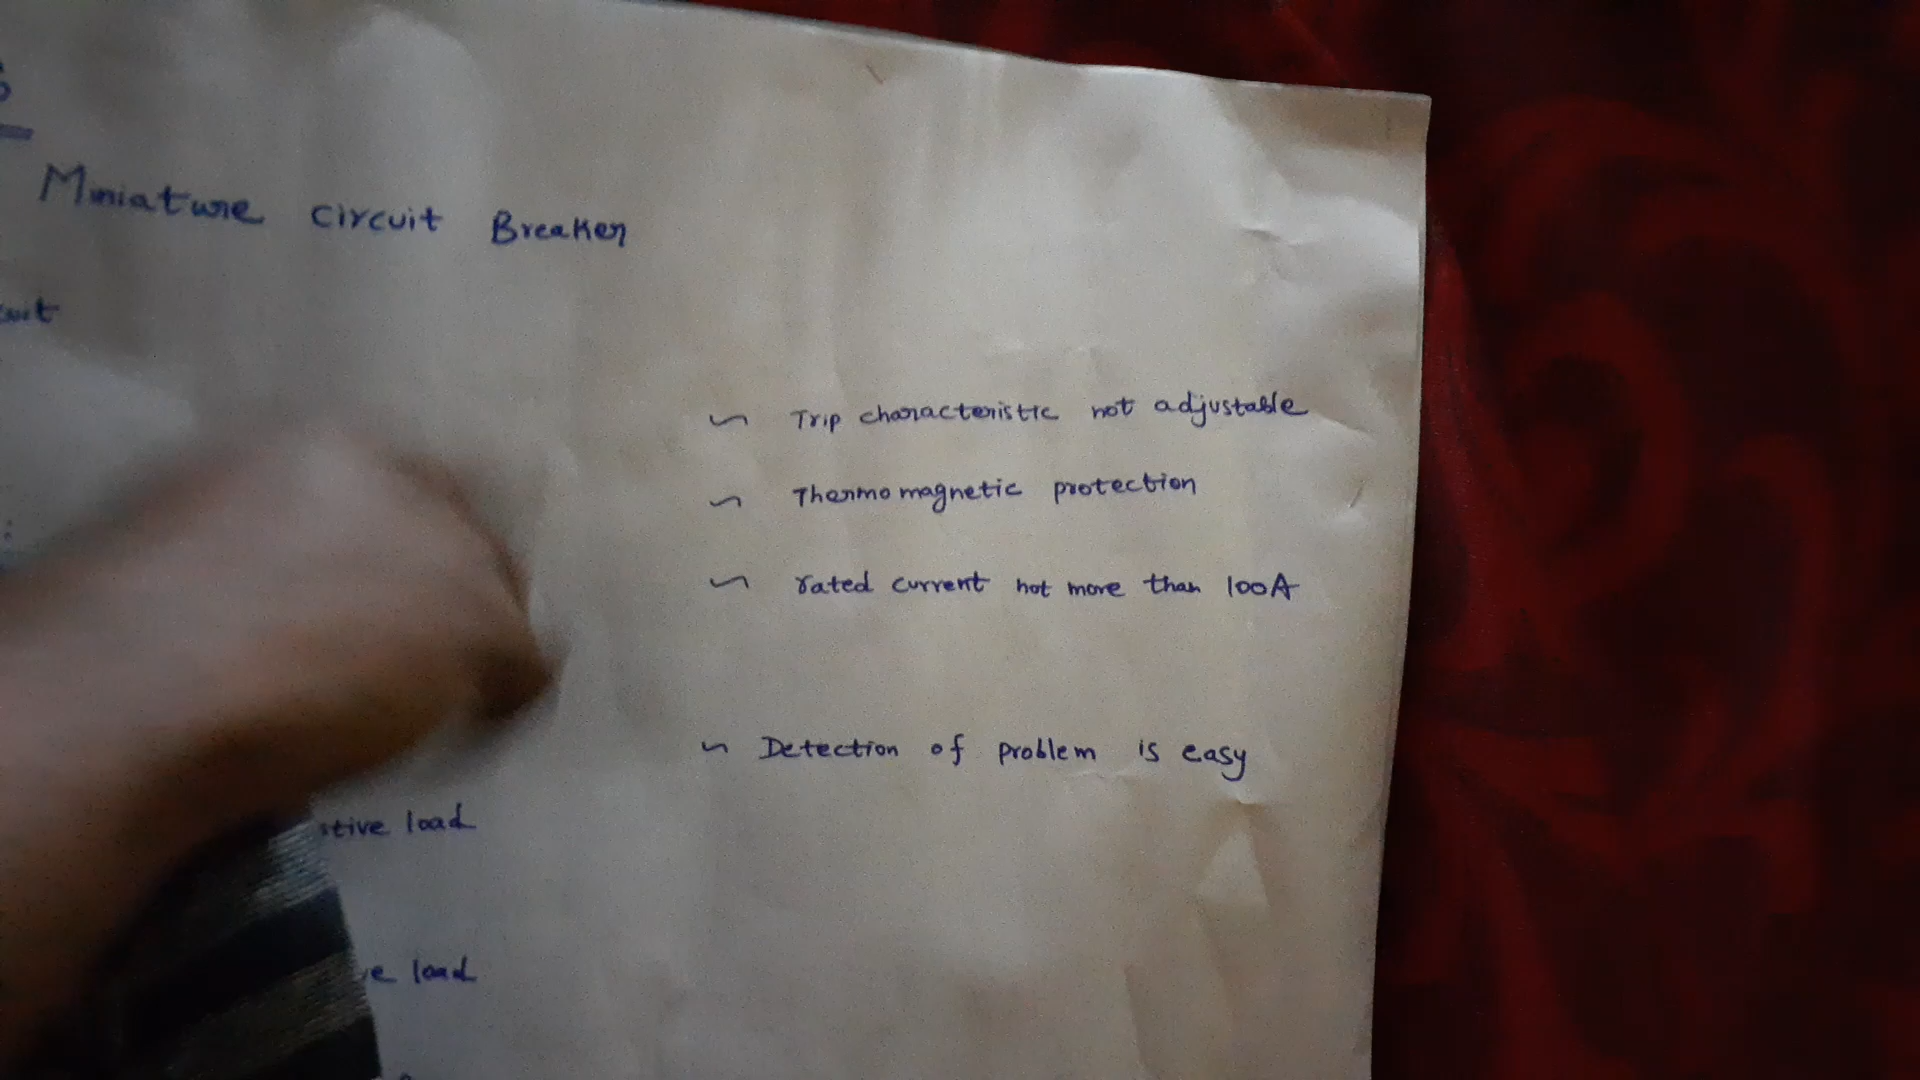 Miniature circuit Breaker
~ Trip characteristic not adjustable
~ Thermo magnetic protection
~ rated current not more than 100A
~ Detection of problem is easy
load
load